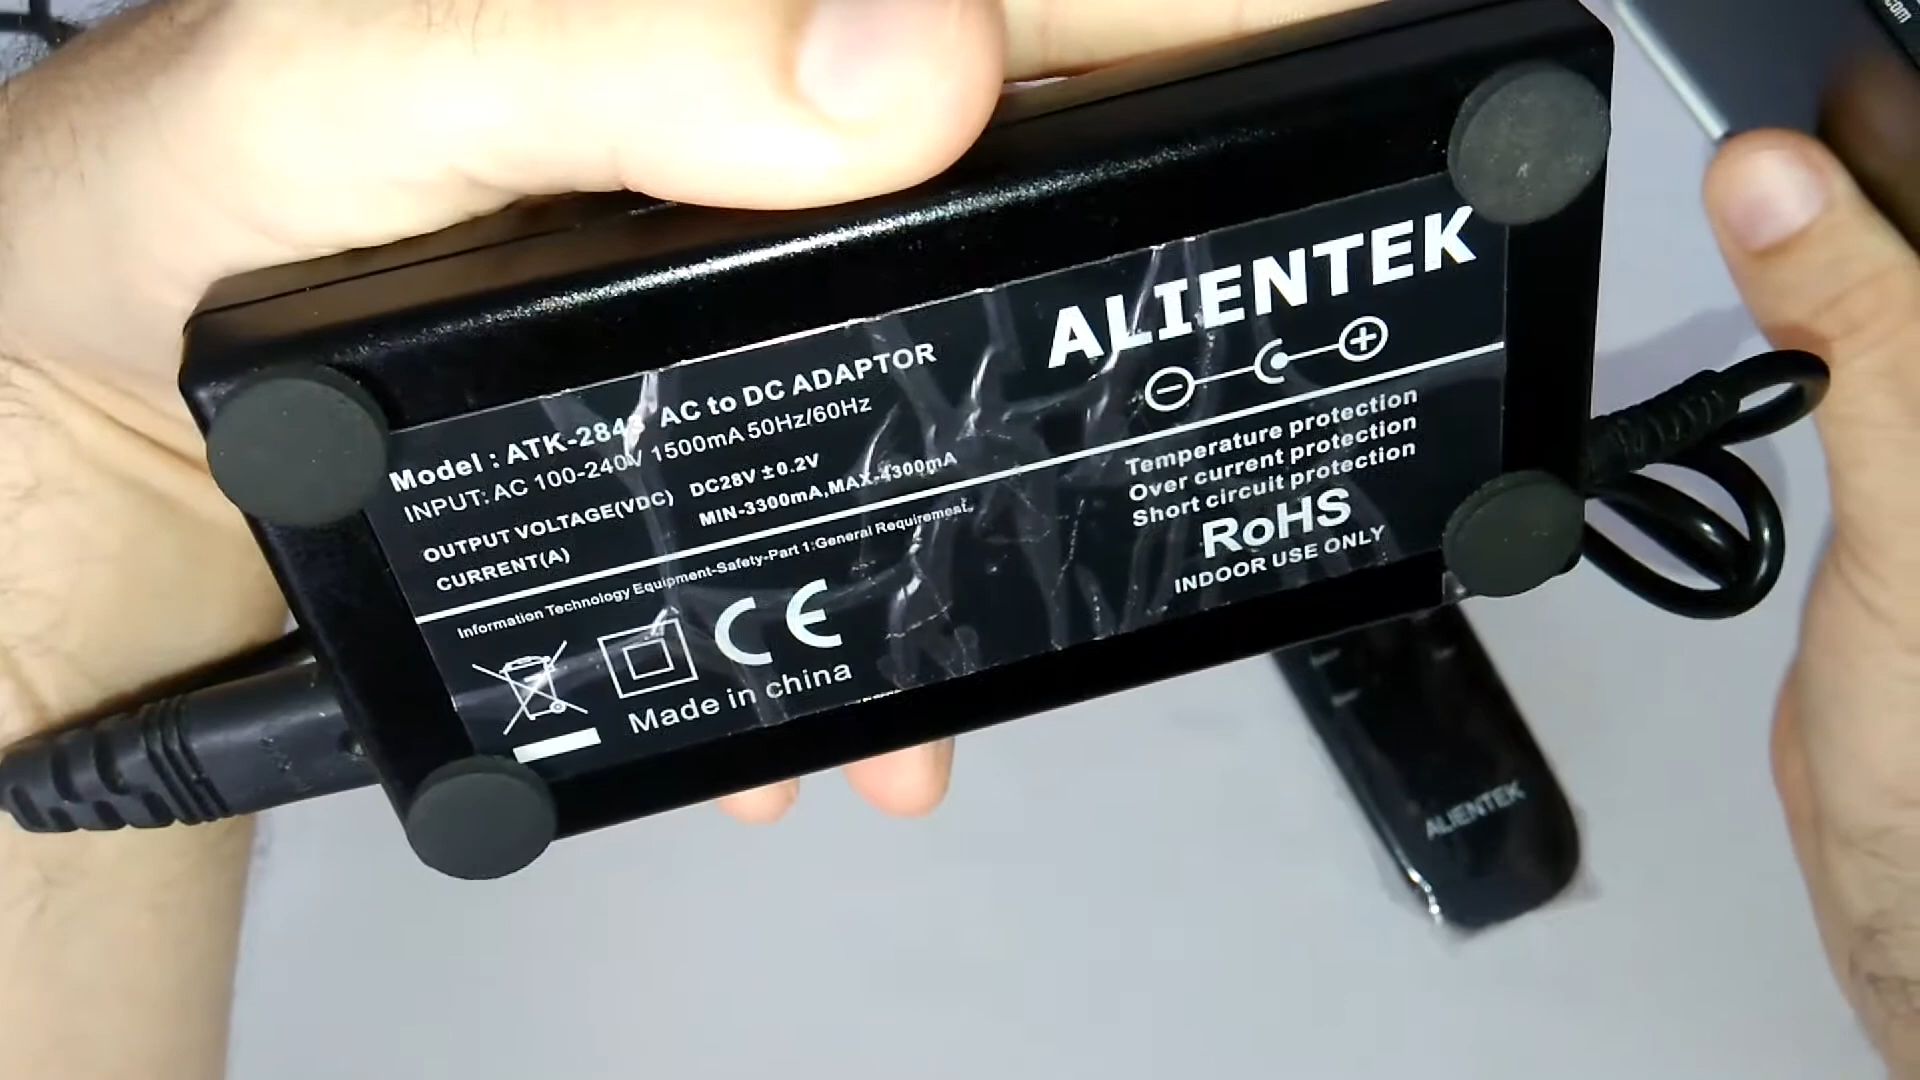 ALIENTEK
Model : ATK-284 AC to DC ADAPTOR
INPUT: AC 100-240V 1500mA 50Hz/60Hz
OUTPUT VOLTAGE(VDC) DC28V ±0.2V
CURRENT(A) MIN-3300mA,MAX-4300mA
Information Technology Equipment-Safety-Part 1:General Requirement.
CE
Made in china
Temperature protection
Over current protection
Short circuit protection
RoHS
INDOOR USE ONLY
ALIENTEK
com